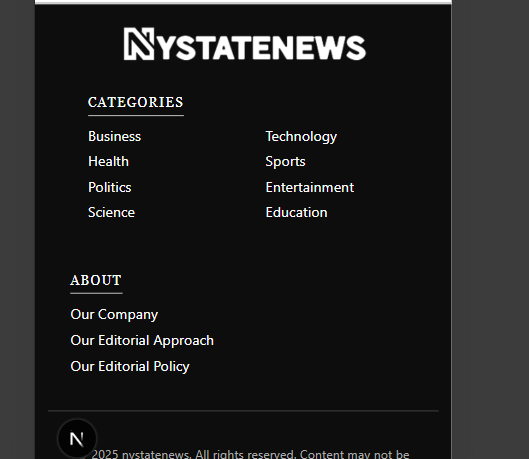 NYSTATENEWS
CATEGORIES
Business Technology
Health Sports
Politics Entertainment
Science Education
ABOUT
Our Company
Our Editorial Approach
Our Editorial Policy
N
2025 nystatenews. All rights reserved. Content may not be